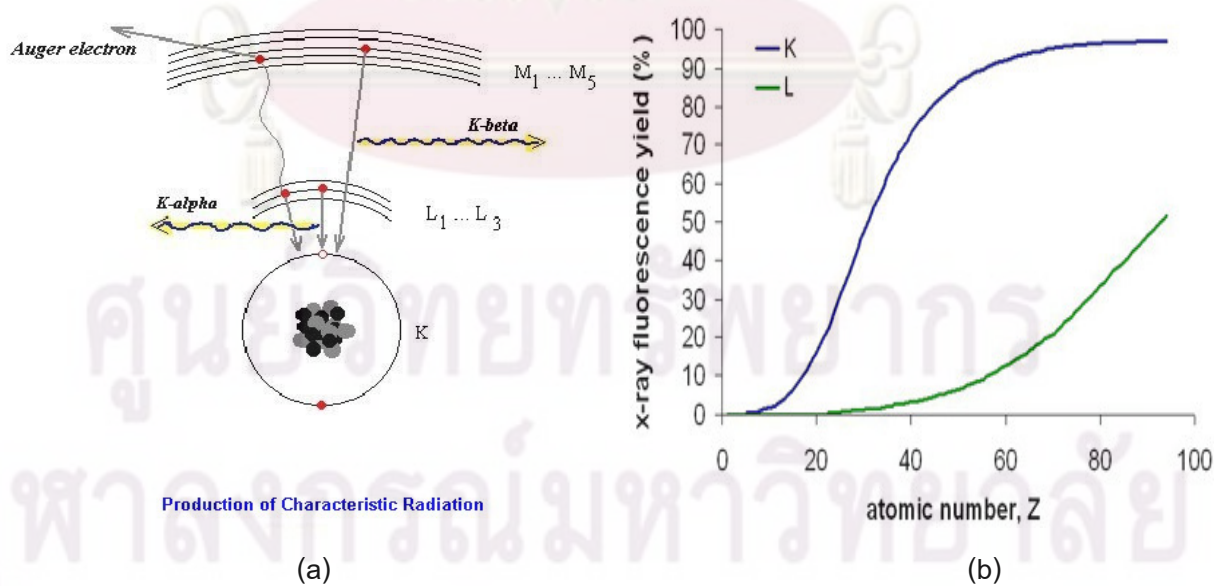 Auger electron
M1 ... M5
K-beta
K-alpha
L1 ... L3
K
Production of Characteristic Radiation
(a)
x-ray fluorescence yield (%)
100
90
80
70
60
50
40
30
20
10
0
K
L
0 20 40 60 80 100
atomic number, Z
(b)
ศูนย์วิทยทรัพยากร
จุฬาลงกรณ์มหาวิทยาลัย